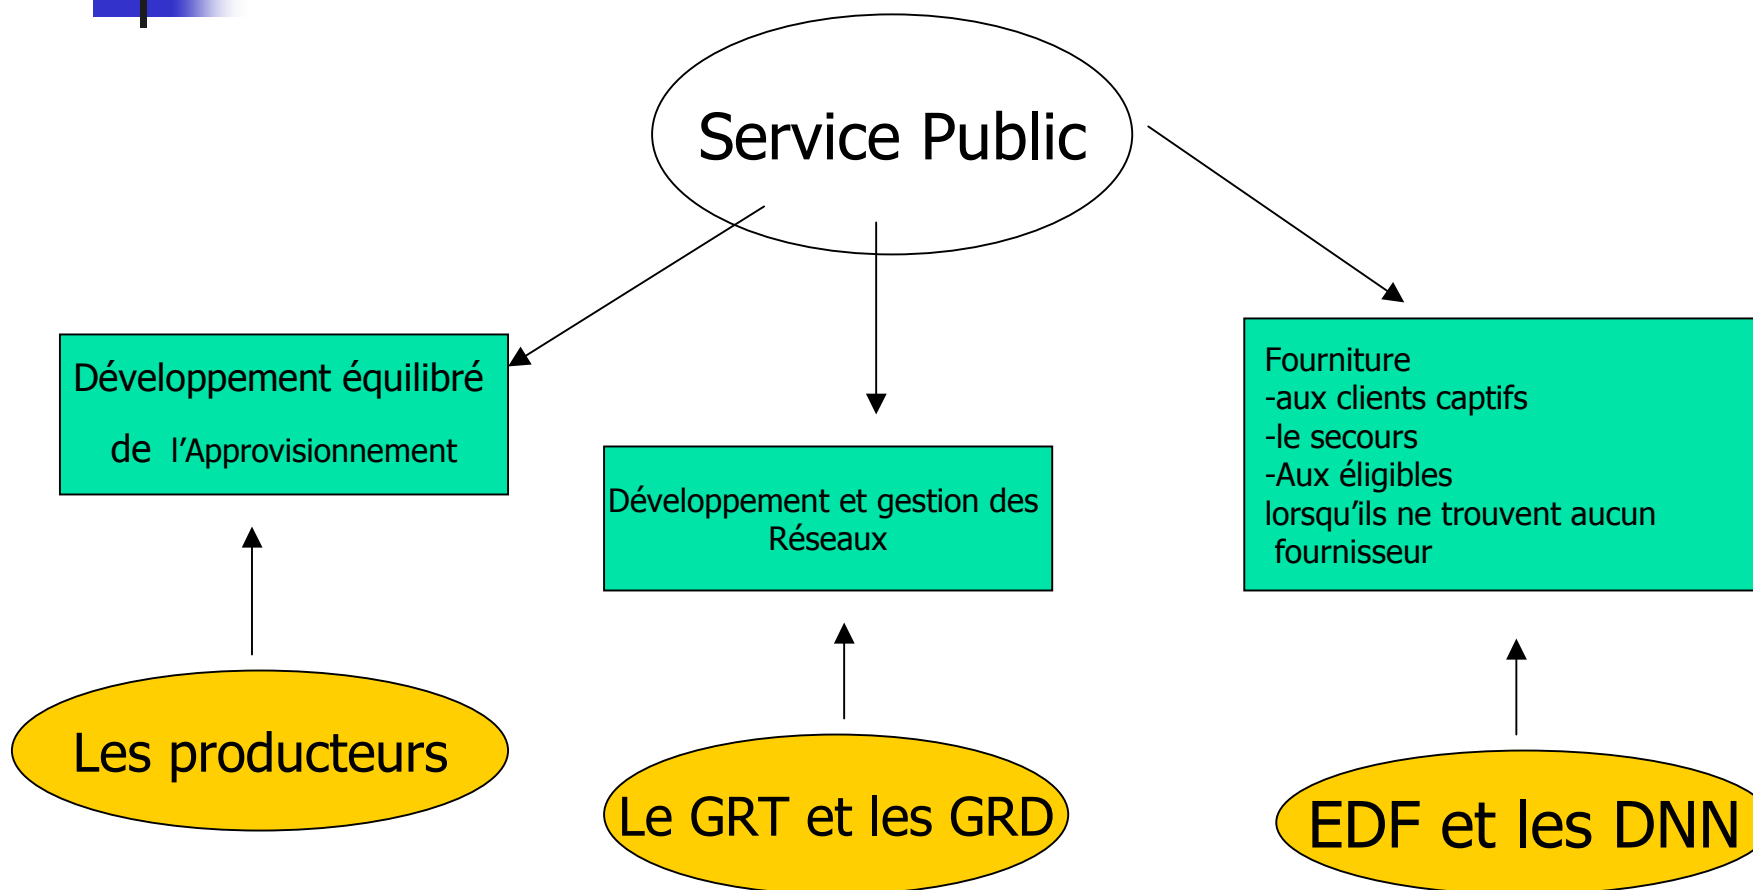 Service Public
Développement équilibré
de l'Approvisionnement
Développement et gestion des
Réseaux
Fourniture
-aux clients captifs
-le secours
-Aux éligibles
lorsqu'ils ne trouvent aucun
fournisseur
Les producteurs
Le GRT et les GRD
EDF et les DNN